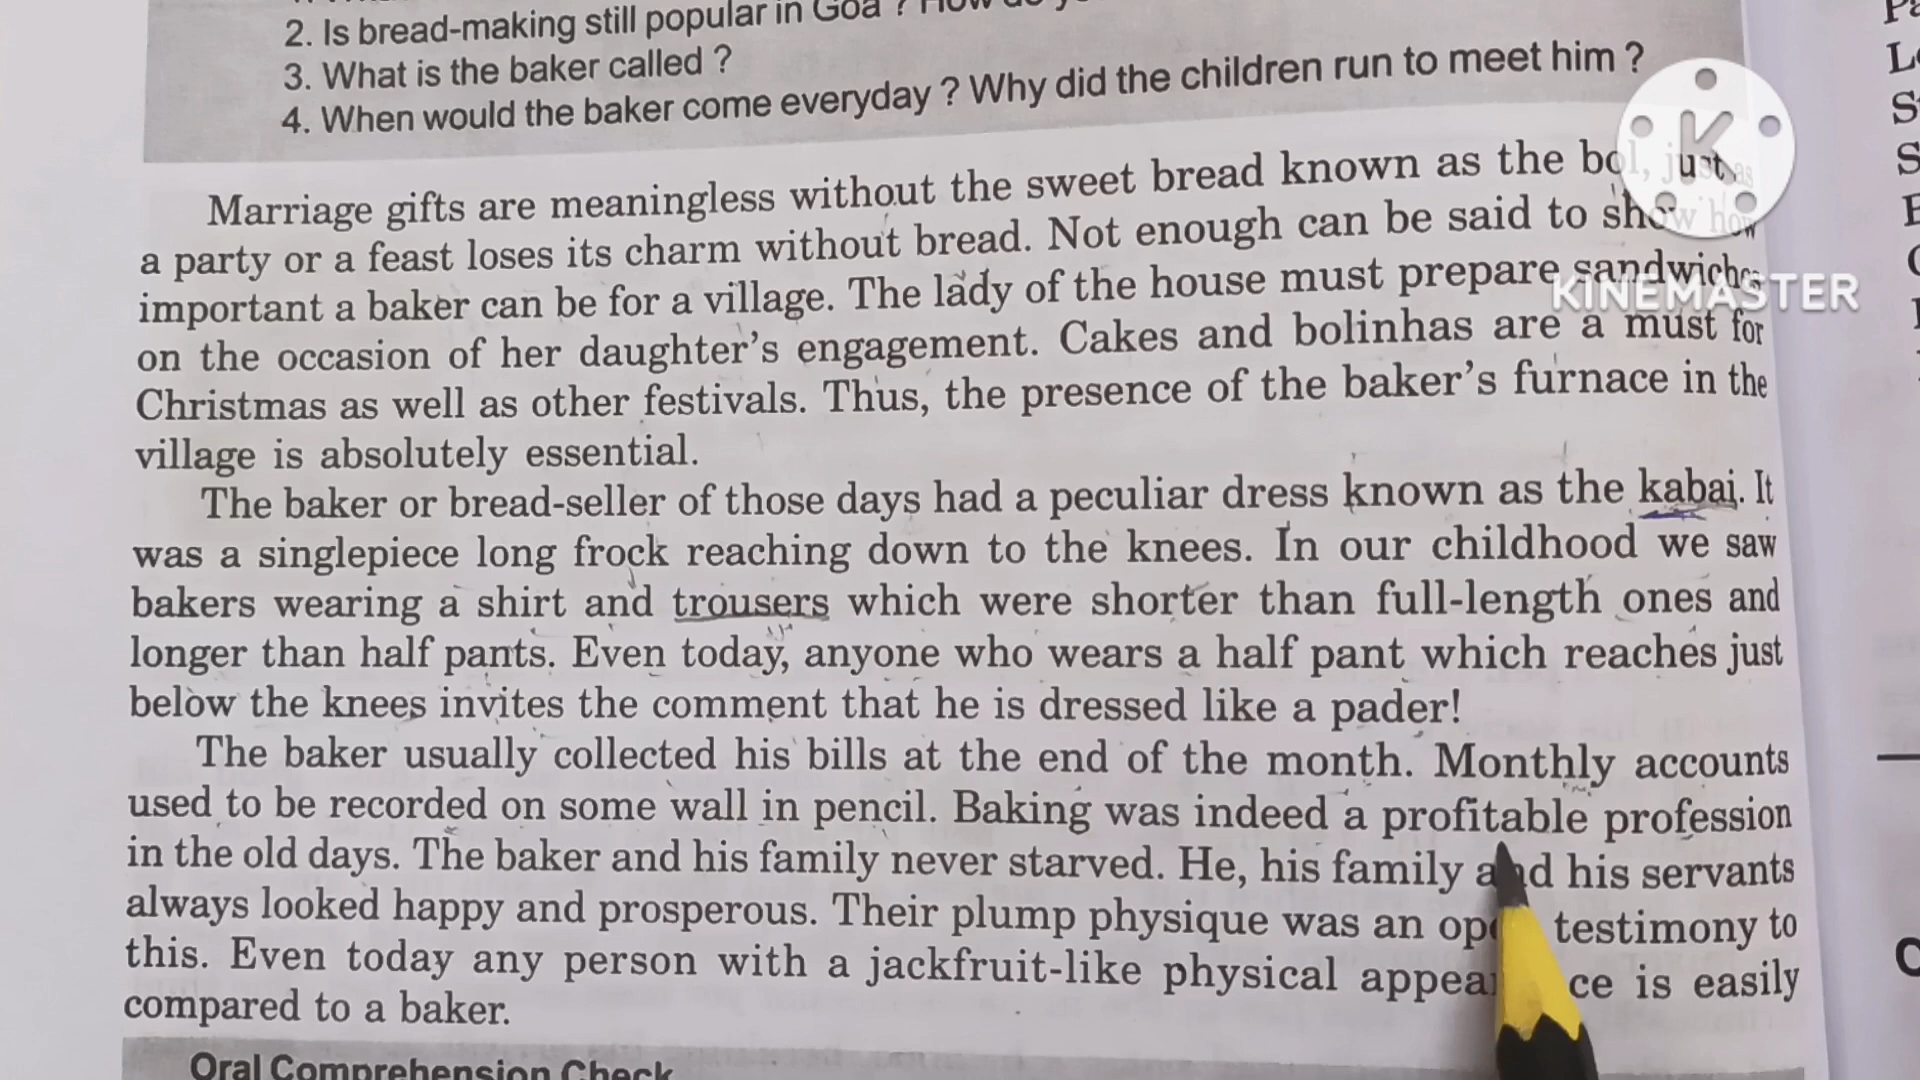 2. Is bread-making still popular in Goa ? How do
3. What is the baker called ?
4. When would the baker come everyday ? Why did the children run to meet him ?
Marriage gifts are meaningless without the sweet bread known as the bol, just as
a party or a feast loses its charm without bread. Not enough can be said to show how
important a baker can be for a village. The lady of the house must prepare sandwiches
on the occasion of her daughter's engagement. Cakes and bolinhas are a must for
Christmas as well as other festivals. Thus, the presence of the baker's furnace in the
village is absolutely essential.
The baker or bread-seller of those days had a peculiar dress known as the kabai. It
was a singlepiece long frock reaching down to the knees. In our childhood we saw
bakers wearing a shirt and trousers which were shorter than full-length ones and
longer than half pants. Even today, anyone who wears a half pant which reaches just
below the knees invites the comment that he is dressed like a pader!
The baker usually collected his bills at the end of the month. Monthly accounts
used to be recorded on some wall in pencil. Baking was indeed a profitable profession
in the old days. The baker and his family never starved. He, his family and his servants
always looked happy and prosperous. Their plump physique was an open testimony to
this. Even today any person with a jackfruit-like physical appearance is easily
compared to a baker.
Oral Comprehension Check
K
KINEMASTER